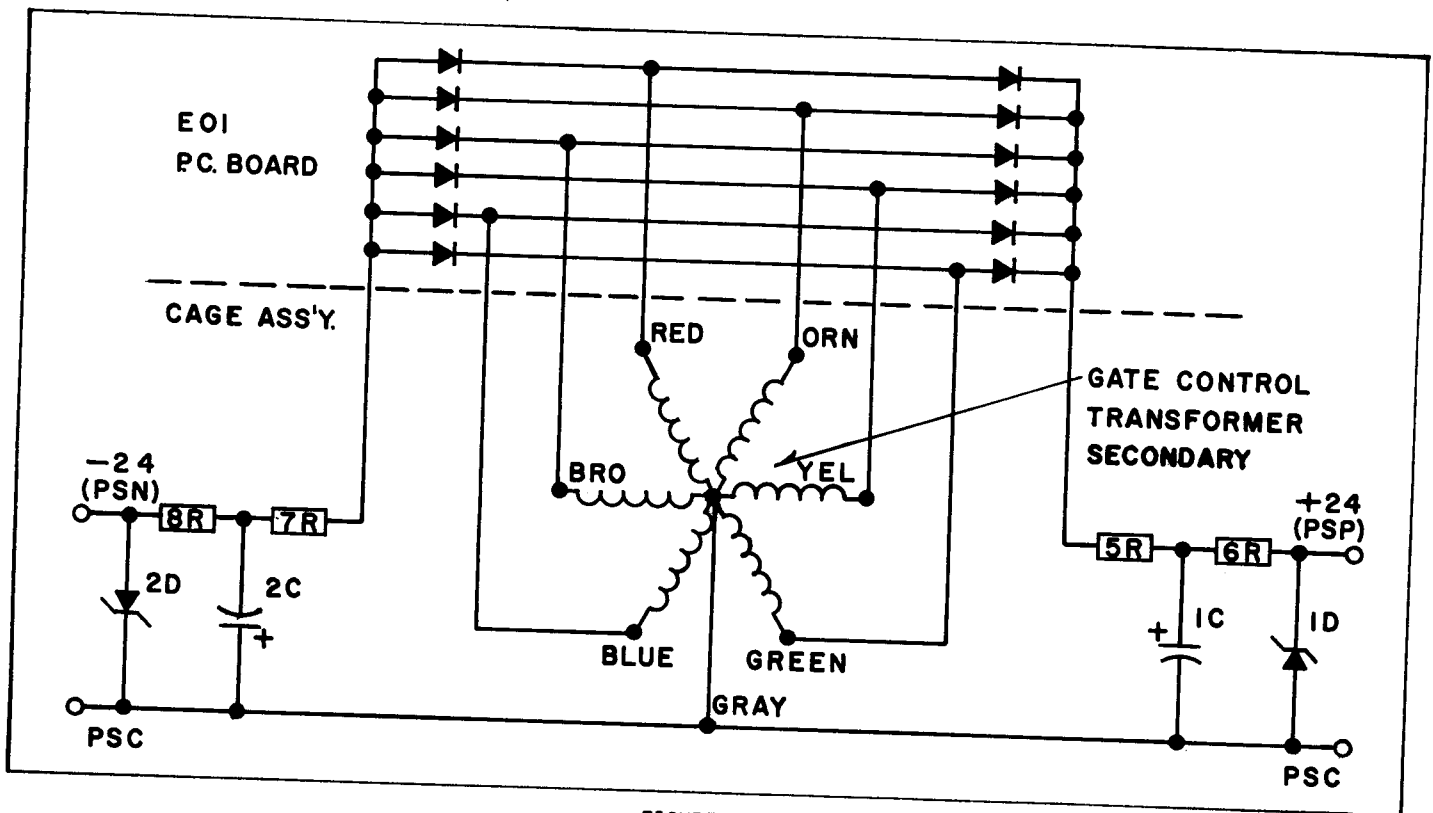 EOI
P.C. BOARD
CAGE ASS'Y.
RED
ORN
GATE CONTROL
TRANSFORMER
SECONDARY
BRO
YEL
-24
(PSN)
8R
7R
+24
(PSP)
5R
6R
2D
2C
+
+
1C
1D
BLUE
GREEN
GRAY
PSC
PSC